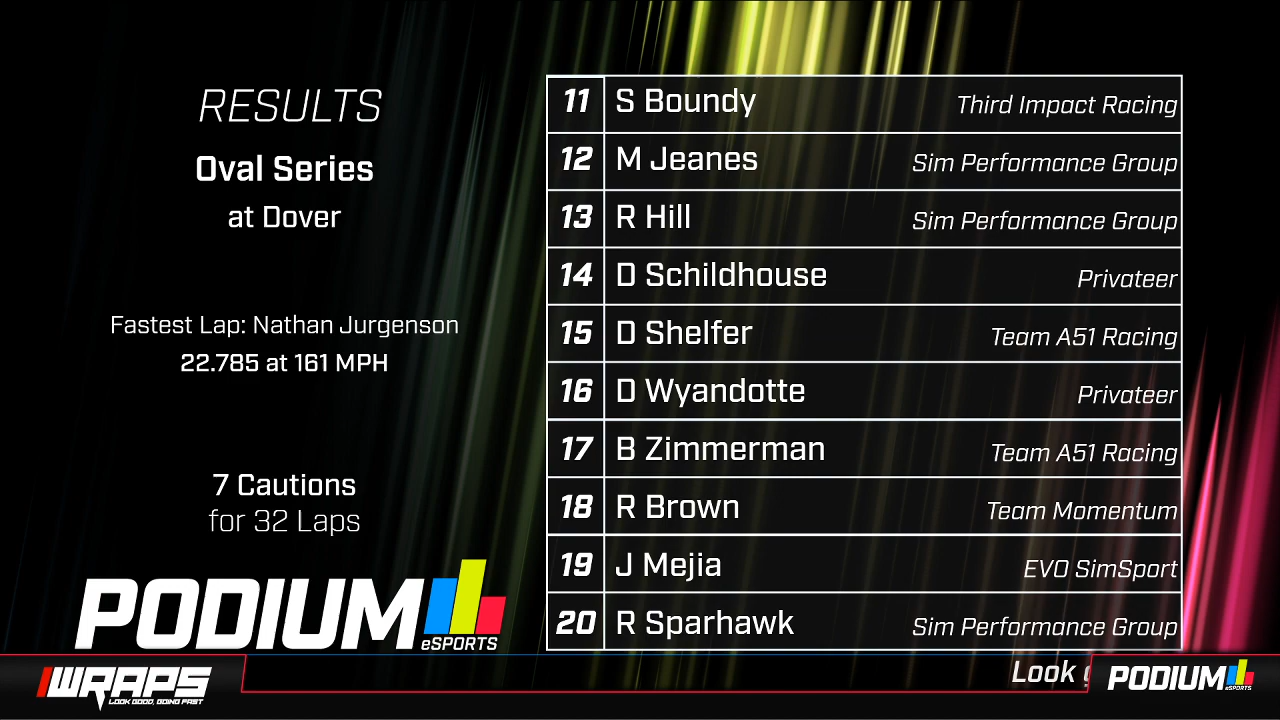 RESULTS
Oval Series
at Dover
Fastest Lap: Nathan Jurgenson
22.785 at 161 MPH
7 Cautions
for 32 Laps
PODIUM
eSPORTS
11 S Boundy Third Impact Racing
12 M Jeanes Sim Performance Group
13 R Hill Sim Performance Group
14 D Schildhouse Privateer
15 D Shelfer Team A51 Racing
16 D Wyandotte Privateer
17 B Zimmerman Team A51 Racing
18 R Brown Team Momentum
19 J Mejia EVO SimSport
20 R Sparhawk Sim Performance Group
iWRAPS
LOOK GOOD, GOING FAST
Look
PODIUM
eSPORTS